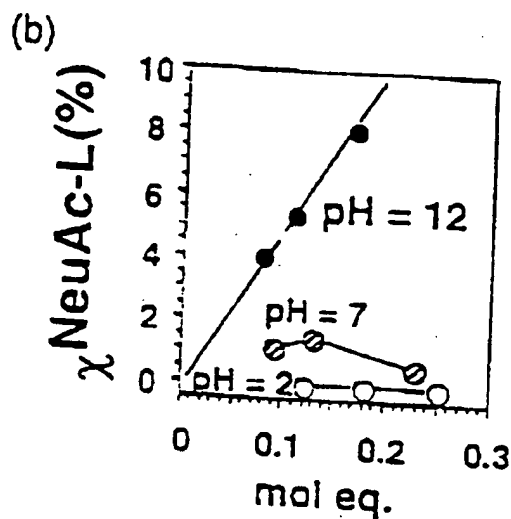 (b)
χNeuAc-L(%)
10
8
6
4
2
0
pH = 12
pH = 7
pH = 2
0 0.1 0.2 0.3
mol eq.